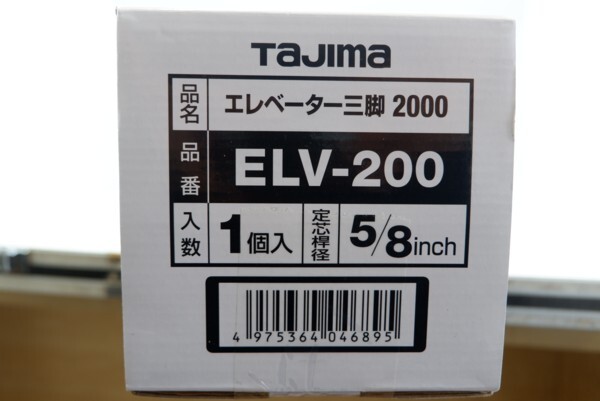 TaJIma
品名 エレベーター三脚 2000
品番 ELV-200
入数 1個入 定芯桿径 5/8inch
4 975364 046895